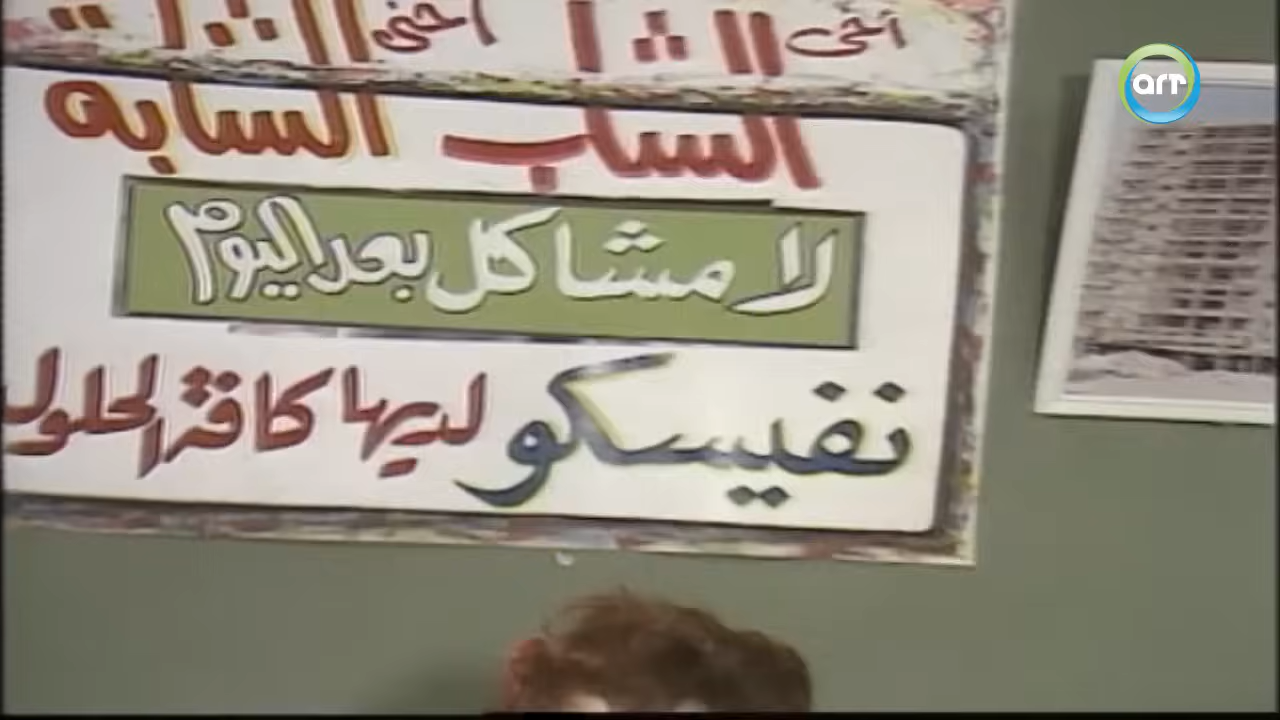 art
أخي الشاب أختي الشابة
لا مشاكل بعد اليوم
نفيسكو لديها كافة الحلول